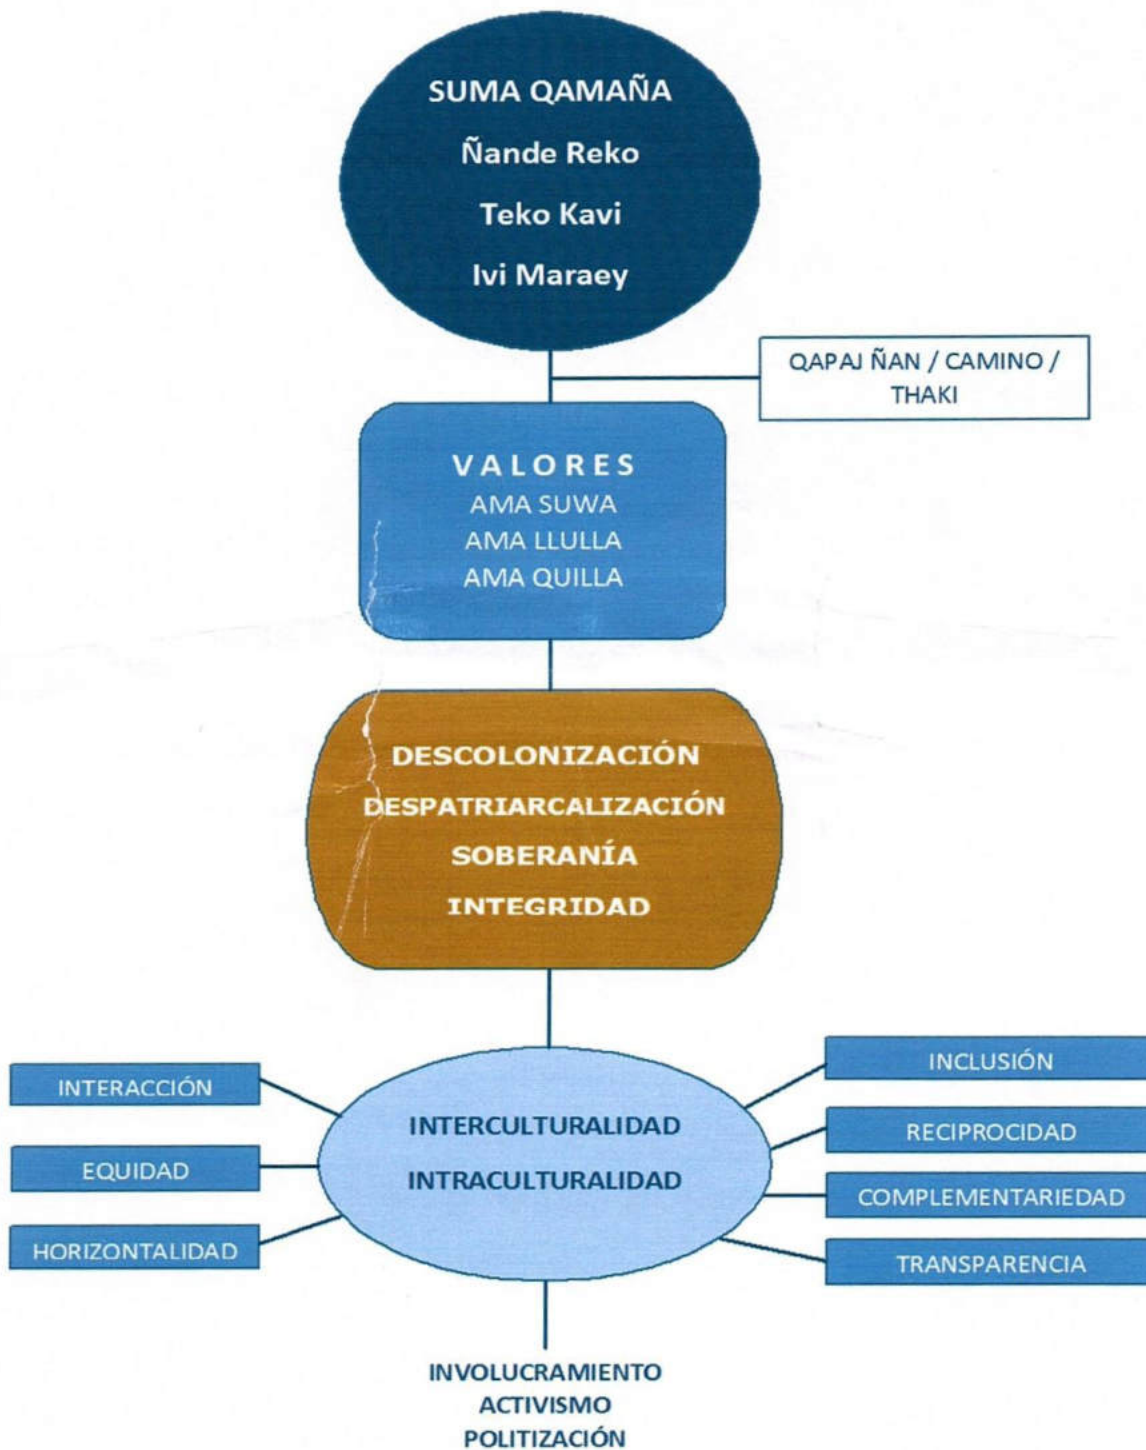 SUMA QAMAÑA
Ñande Reko
Teko Kavi
Ivi Maraey
QAPAJ ÑAN / CAMINO /
THAKI
VALORES
AMA SUWA
AMA LLULLA
AMA QUILLA
DESCOLONIZACIÓN
DESPATRIARCALIZACIÓN
SOBERANÍA
INTEGRIDAD
INTERACCIÓN
EQUIDAD
HORIZONTALIDAD
INTERCULTURALIDAD
INTRACULTURALIDAD
INCLUSIÓN
RECIPROCIDAD
COMPLEMENTARIEDAD
TRANSPARENCIA
INVOLUCRAMIENTO
ACTIVISMO
POLITIZACIÓN